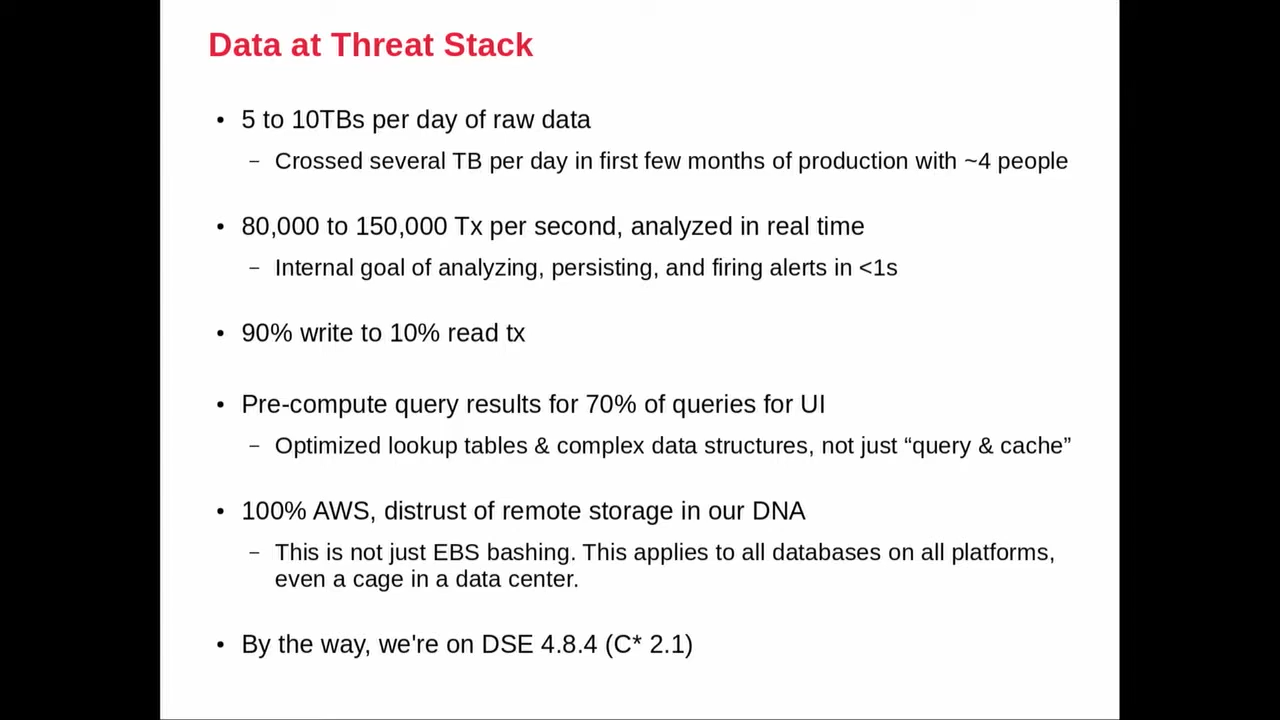 Data at Threat Stack
• 5 to 10TBs per day of raw data
– Crossed several TB per day in first few months of production with ~4 people
• 80,000 to 150,000 Tx per second, analyzed in real time
– Internal goal of analyzing, persisting, and firing alerts in <1s
• 90% write to 10% read tx
• Pre-compute query results for 70% of queries for UI
– Optimized lookup tables & complex data structures, not just “query & cache”
• 100% AWS, distrust of remote storage in our DNA
– This is not just EBS bashing. This applies to all databases on all platforms,
even a cage in a data center.
• By the way, we're on DSE 4.8.4 (C* 2.1)